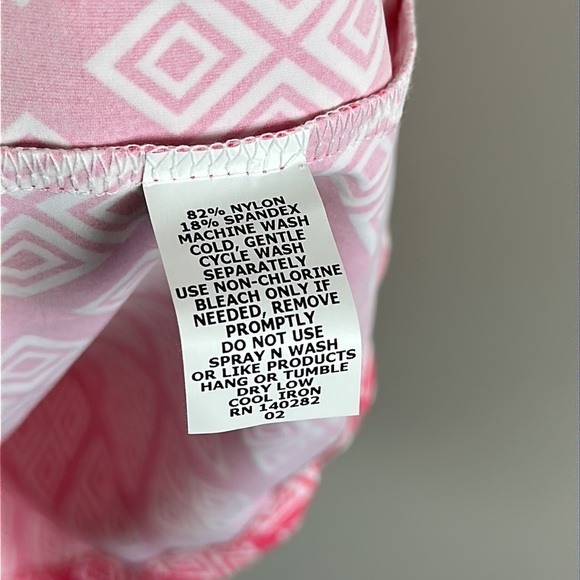 82% NYLON
18% SPANDEX
MACHINE WASH
COLD, GENTLE
CYCLE WASH
SEPARATELY
USE NON-CHLORINE
BLEACH ONLY IF
NEEDED, REMOVE
PROMPTLY
DO NOT USE
SPRAY N WASH
OR LIKE PRODUCTS
HANG OR TUMBLE
DRY LOW
COOL IRON
RN 140282
02